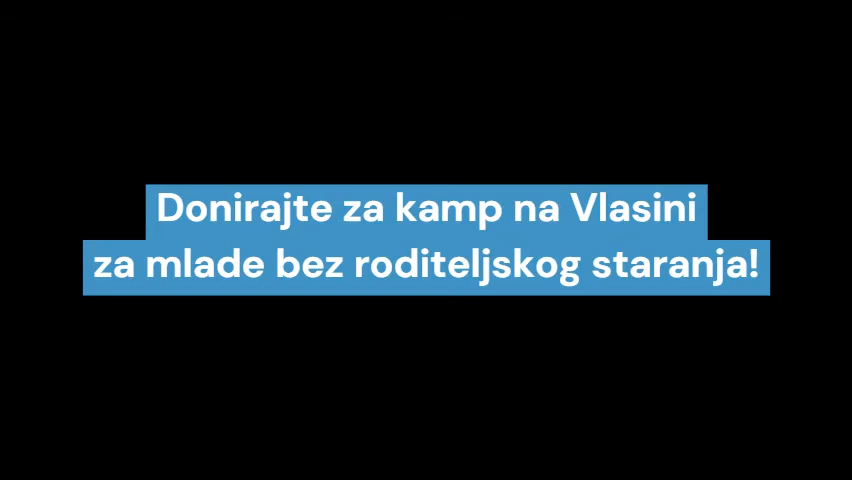 Donirajte za kamp na Vlasini
za mlade bez roditeljskog staranja!